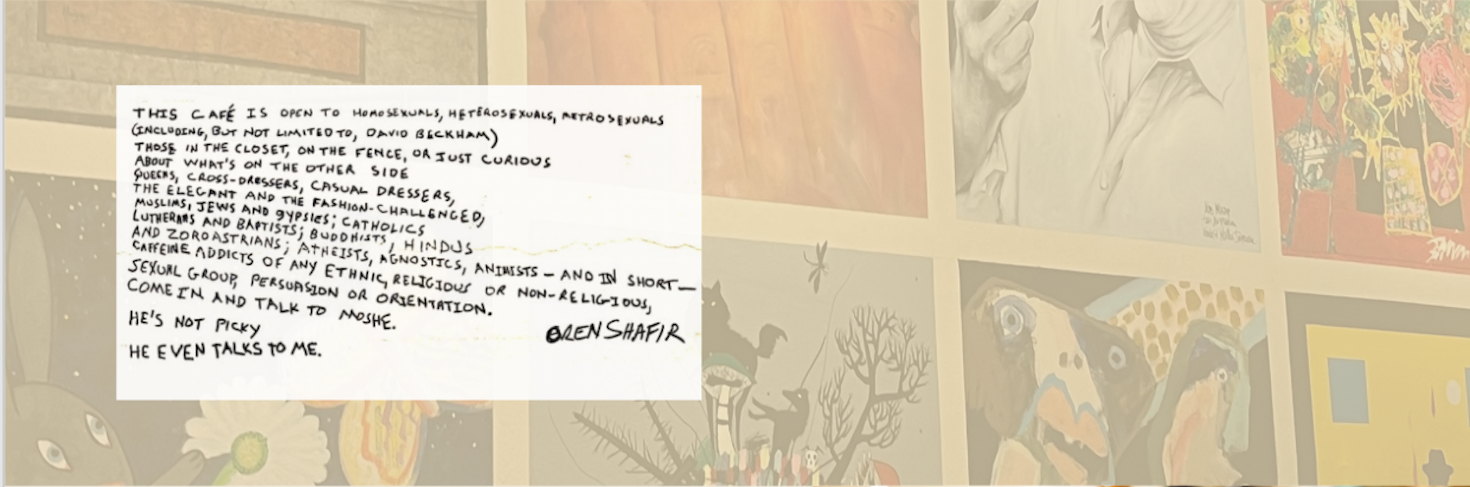 THIS CAFÉ IS OPEN TO HOMOSEXUALS, HETEROSEXUALS, METROSEXUALS
(INCLUDING, BUT NOT LIMITED TO, DAVID BECKHAM)
THOSE IN THE CLOSET, ON THE FENCE, OR JUST CURIOUS
ABOUT WHAT'S ON THE OTHER SIDE
QUEENS, CROSS-DRESSERS, CASUAL DRESSERS,
THE ELEGANT AND THE FASHION-CHALLENGED;
MUSLIMS, JEWS AND GYPSIES; CATHOLICS
LUTHERANS AND BAPTISTS; BUDDHISTS, HINDUS
AND ZOROASTRIANS; ATHEISTS, AGNOSTICS, ANIMISTS – AND IN SHORT—
CAFFEINE ADDICTS OF ANY ETHNIC, RELIGIOUS OR NON-RELIGIOUS,
SEXUAL GROUP, PERSUASION OR ORIENTATION.
COME IN AND TALK TO MOSHE.
HE'S NOT PICKY
HE EVEN TALKS TO ME.
OREN SHAFIR